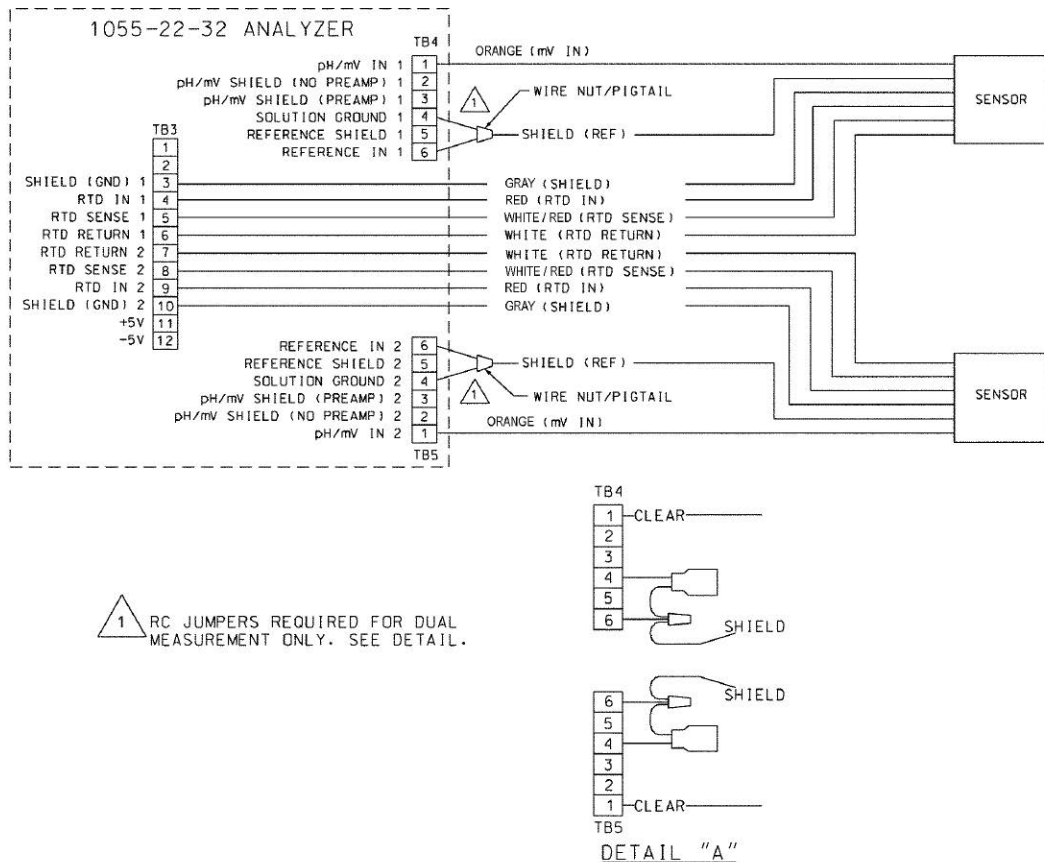 1055-22-32 ANALYZER
TB4
ORANGE (mV IN)
pH/mV IN 1 1
pH/mV SHIELD (NO PREAMP) 1 2
pH/mV SHIELD (PREAMP) 1 3
SOLUTION GROUND 1 4
REFERENCE SHIELD 1 5
REFERENCE IN 1 6
1
WIRE NUT/PIGTAIL
SHIELD (REF)
SENSOR
TB3
1
2
SHIELD (GND) 1 3 GRAY (SHIELD)
RTD IN 1 4 RED (RTD IN)
RTD SENSE 1 5 WHITE/RED (RTD SENSE)
RTD RETURN 1 6 WHITE (RTD RETURN)
RTD RETURN 2 7 WHITE (RTD RETURN)
RTD SENSE 2 8 WHITE/RED (RTD SENSE)
RTD IN 2 9 RED (RTD IN)
SHIELD (GND) 2 10 GRAY (SHIELD)
+5V 11
-5V 12
REFERENCE IN 2 6
REFERENCE SHIELD 2 5
SOLUTION GROUND 2 4
pH/mV SHIELD (PREAMP) 2 3
pH/mV SHIELD (NO PREAMP) 2 2
pH/mV IN 2 1
TB5
SHIELD (REF)
1
WIRE NUT/PIGTAIL
ORANGE (mV IN)
SENSOR
TB4
1 CLEAR
2
3
4
5
6
SHIELD
1 RC JUMPERS REQUIRED FOR DUAL
MEASUREMENT ONLY. SEE DETAIL.
6
SHIELD
5
4
3
2
1 CLEAR
TB5
DETAIL "A"